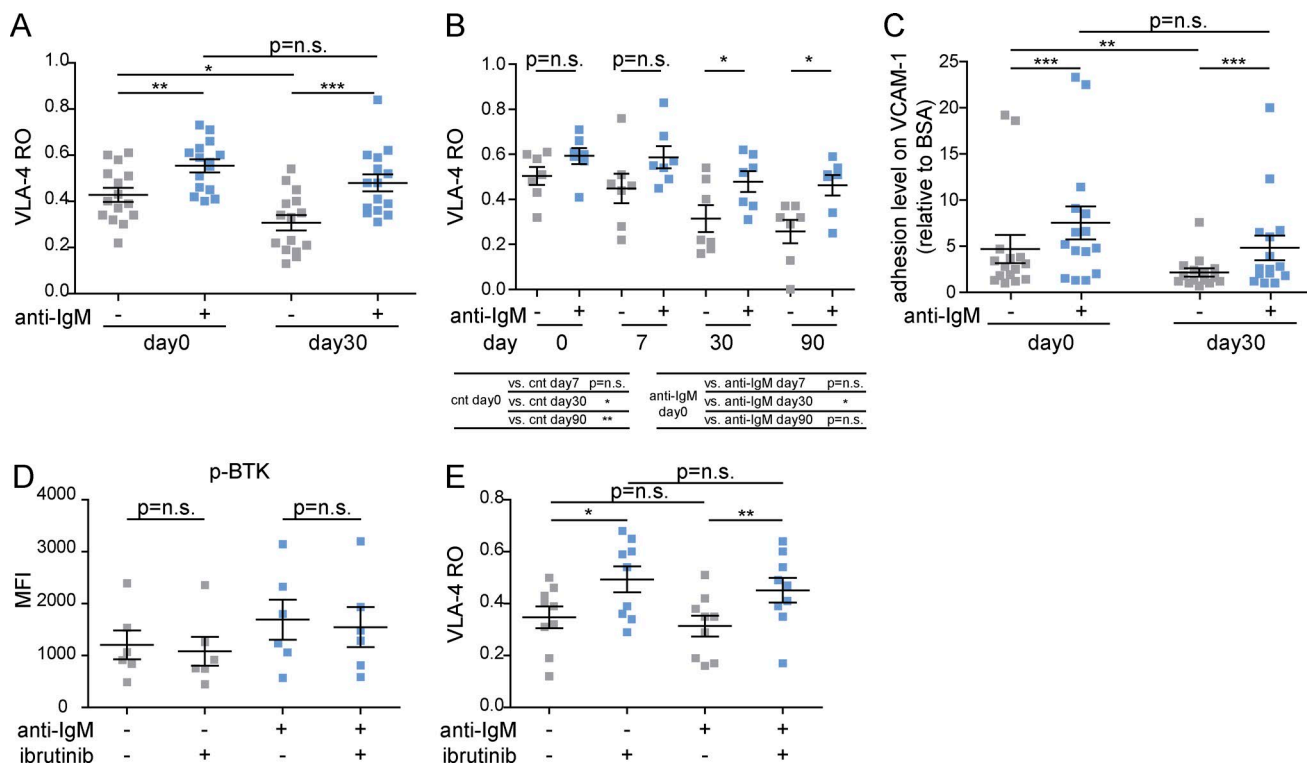 A
p=n.s.
*
**
***
1.0
0.8
0.6
0.4
0.2
0.0
VLA-4 RO
anti-IgM
-
+
-
+
day0
day30
B
p=n.s.
p=n.s.
*
*
1.0
0.8
0.6
0.4
0.2
0.0
VLA-4 RO
anti-IgM
-
+
-
+
-
+
-
+
day
0
7
30
90
cnt day0
vs. cnt day7 p=n.s.
vs. cnt day30 *
vs. cnt day90 **
anti-IgM
day0
vs. anti-IgM day7 p=n.s.
vs. anti-IgM day30 *
vs. anti-IgM day90 p=n.s.
C
p=n.s.
**
***
***
25
20
15
10
5
0
adhesion level on VCAM-1
(relative to BSA)
anti-IgM
-
+
-
+
day0
day30
D
p-BTK
p=n.s.
p=n.s.
4000
3000
2000
1000
0
MFI
anti-IgM
-
-
+
+
ibrutinib
-
+
-
+
E
p=n.s.
p=n.s.
*
**
0.8
0.6
0.4
0.2
0.0
VLA-4 RO
anti-IgM
-
-
+
+
ibrutinib
-
+
-
+